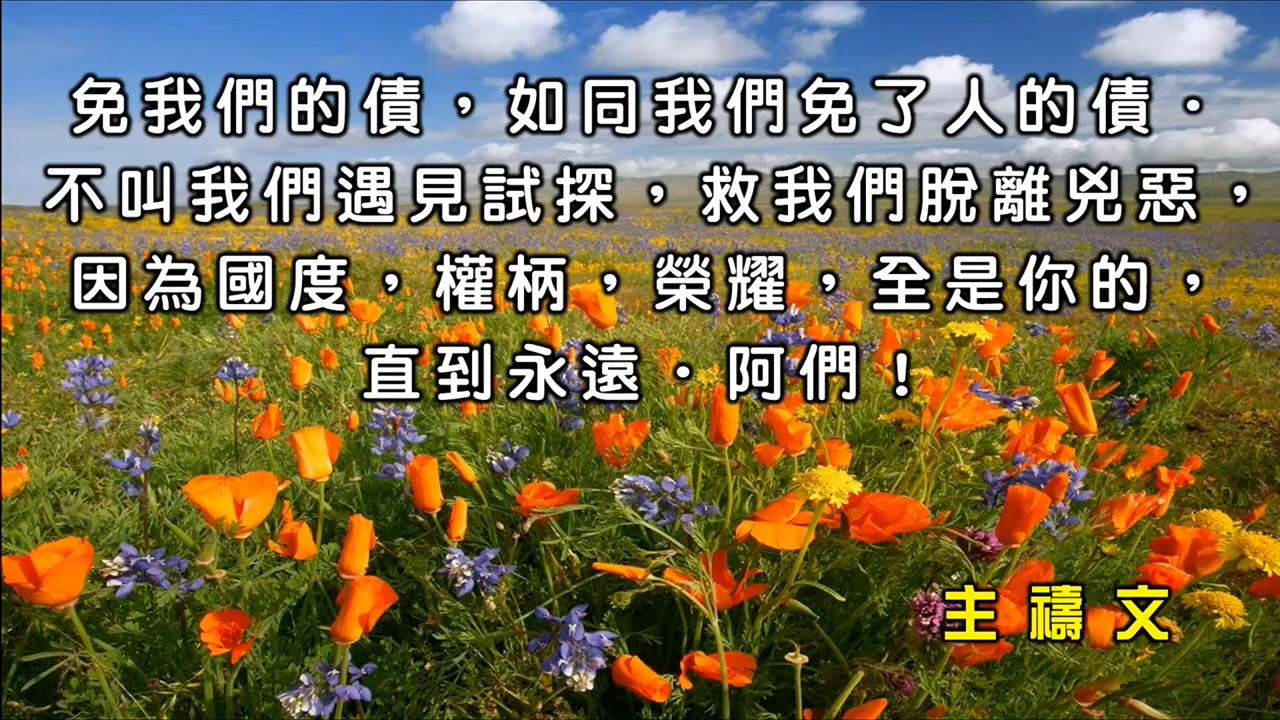 免我們的債，如同我們免了人的債．
不叫我們遇見試探，救我們脫離兇惡，
因為國度，權柄，榮耀，全是你的，
直到永遠．阿們！
主禱文